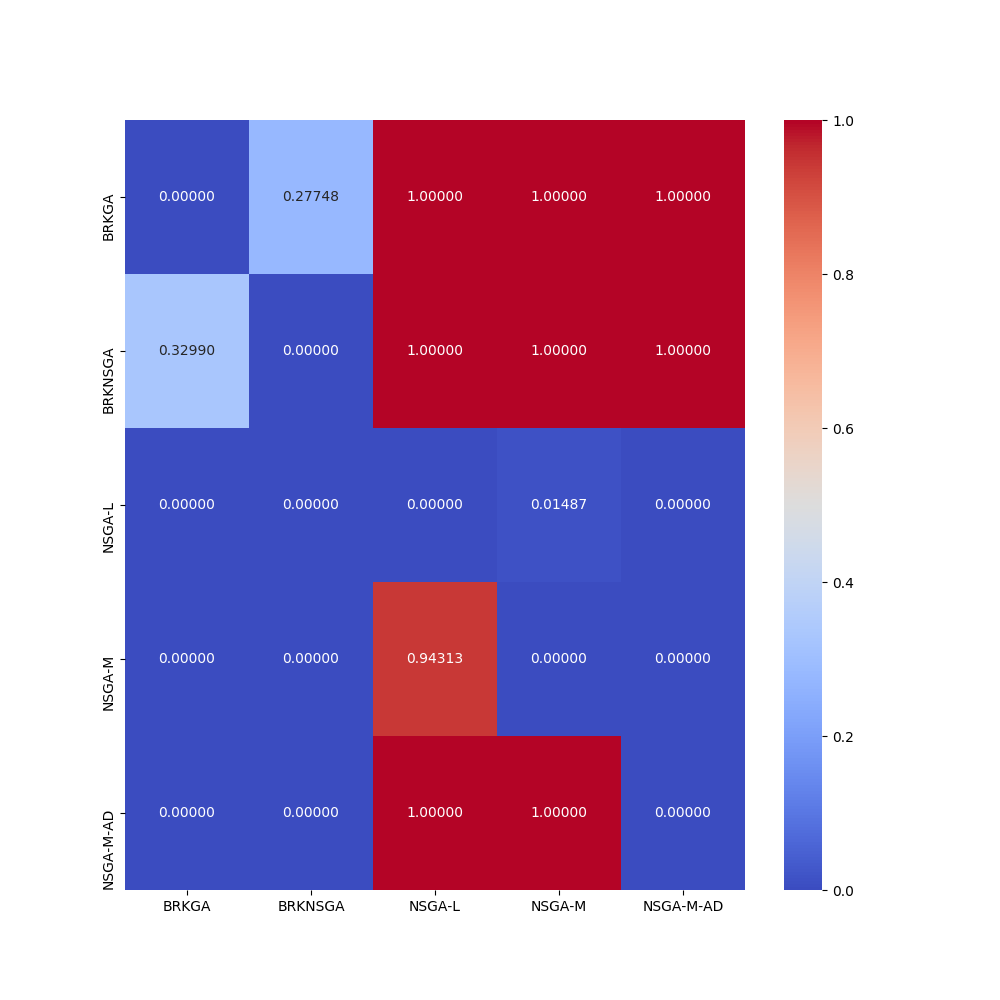 BRKGA 0.00000 0.27748 1.00000 1.00000 1.00000
BRKNSGA 0.32990 0.00000 1.00000 1.00000 1.00000
NSGA-L 0.00000 0.00000 0.00000 0.01487 0.00000
NSGA-M 0.00000 0.00000 0.94313 0.00000 0.00000
NSGA-M-AD 0.00000 0.00000 1.00000 1.00000 0.00000
BRKGA BRKNSGA NSGA-L NSGA-M NSGA-M-AD
1.0
0.8
0.6
0.4
0.2
0.0